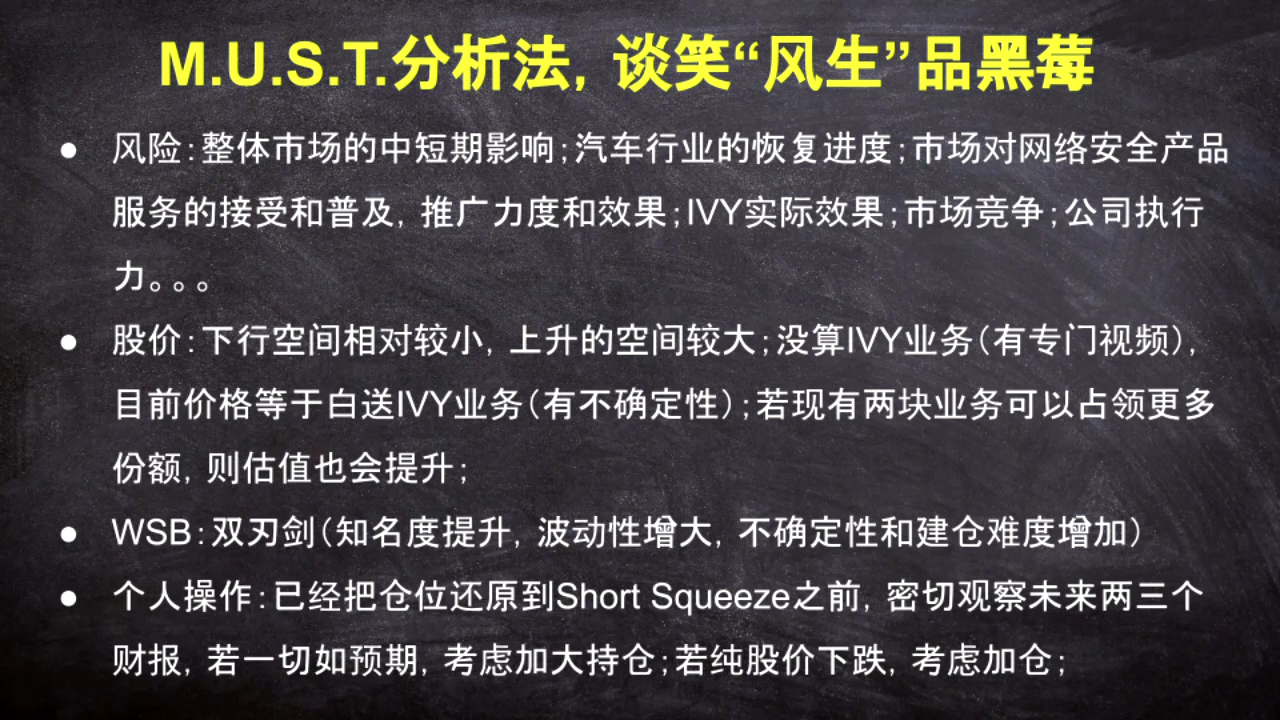 M.U.S.T.分析法，谈笑“风生”品黑莓
● 风险：整体市场的中短期影响；汽车行业的恢复进度；市场对网络安全产品
服务的接受和普及，推广力度和效果；IVY实际效果；市场竞争；公司执行
力。。。
● 股价：下行空间相对较小，上升的空间较大；没算IVY业务（有专门视频），
目前价格等于白送IVY业务（有不确定性）；若现有两块业务可以占领更多
份额，则估值也会提升；
● WSB：双刃剑（知名度提升，波动性增大，不确定性和建仓难度增加）
● 个人操作：已经把仓位还原到Short Squeeze之前，密切观察未来两三个
财报，若一切如预期，考虑加大持仓；若纯股价下跌，考虑加仓；